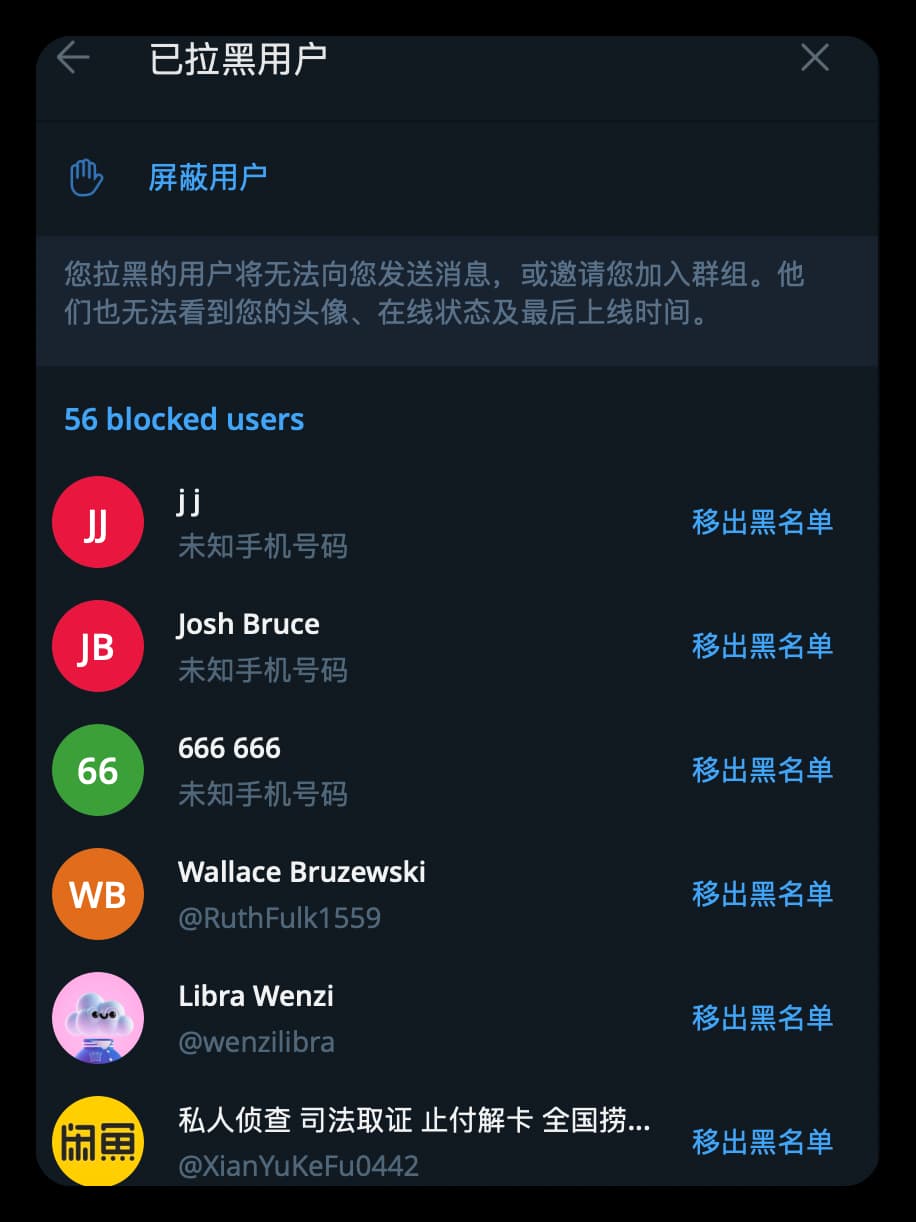 已拉黑用户
屏蔽用户
您拉黑的用户将无法向您发送消息，或邀请您加入群组。他
们也无法看到您的头像、在线状态及最后上线时间。
56 blocked users
JJ
j j
未知手机号码
移出黑名单
JB
Josh Bruce
未知手机号码
移出黑名单
66
666 666
未知手机号码
移出黑名单
WB
Wallace Bruzewski
@RuthFulk1559
移出黑名单
Libra Wenzi
@wenzilibra
移出黑名单
闲鱼
私人侦查 司法取证 止付解卡 全国捞...
@XianYuKeFu0442
移出黑名单